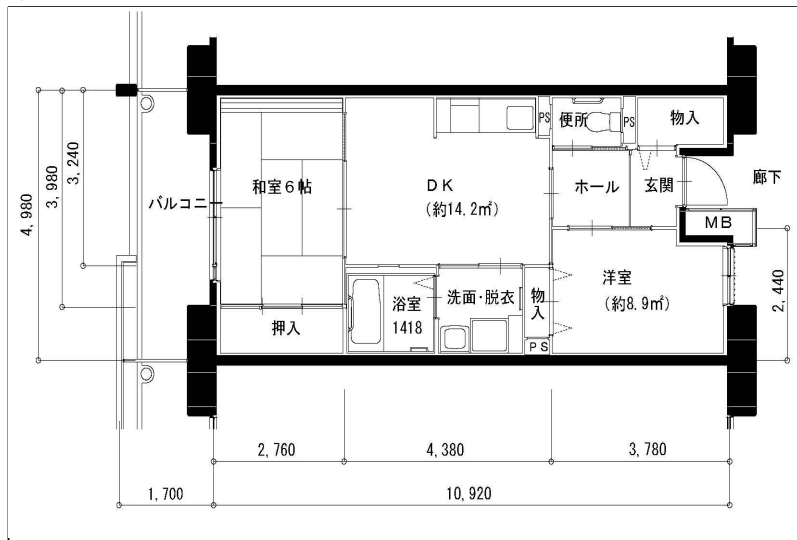 PS
便所
PS
物入
和室6帖
DK
(約14.2㎡)
ホール
玄関
廊下
バルコニ
MB
4,980
3,980
3,240
浴室
1418
洗面・脱衣
物入
洋室
(約8.9㎡)
2,440
押入
PS
2,760
4,380
3,780
1,700
10,920